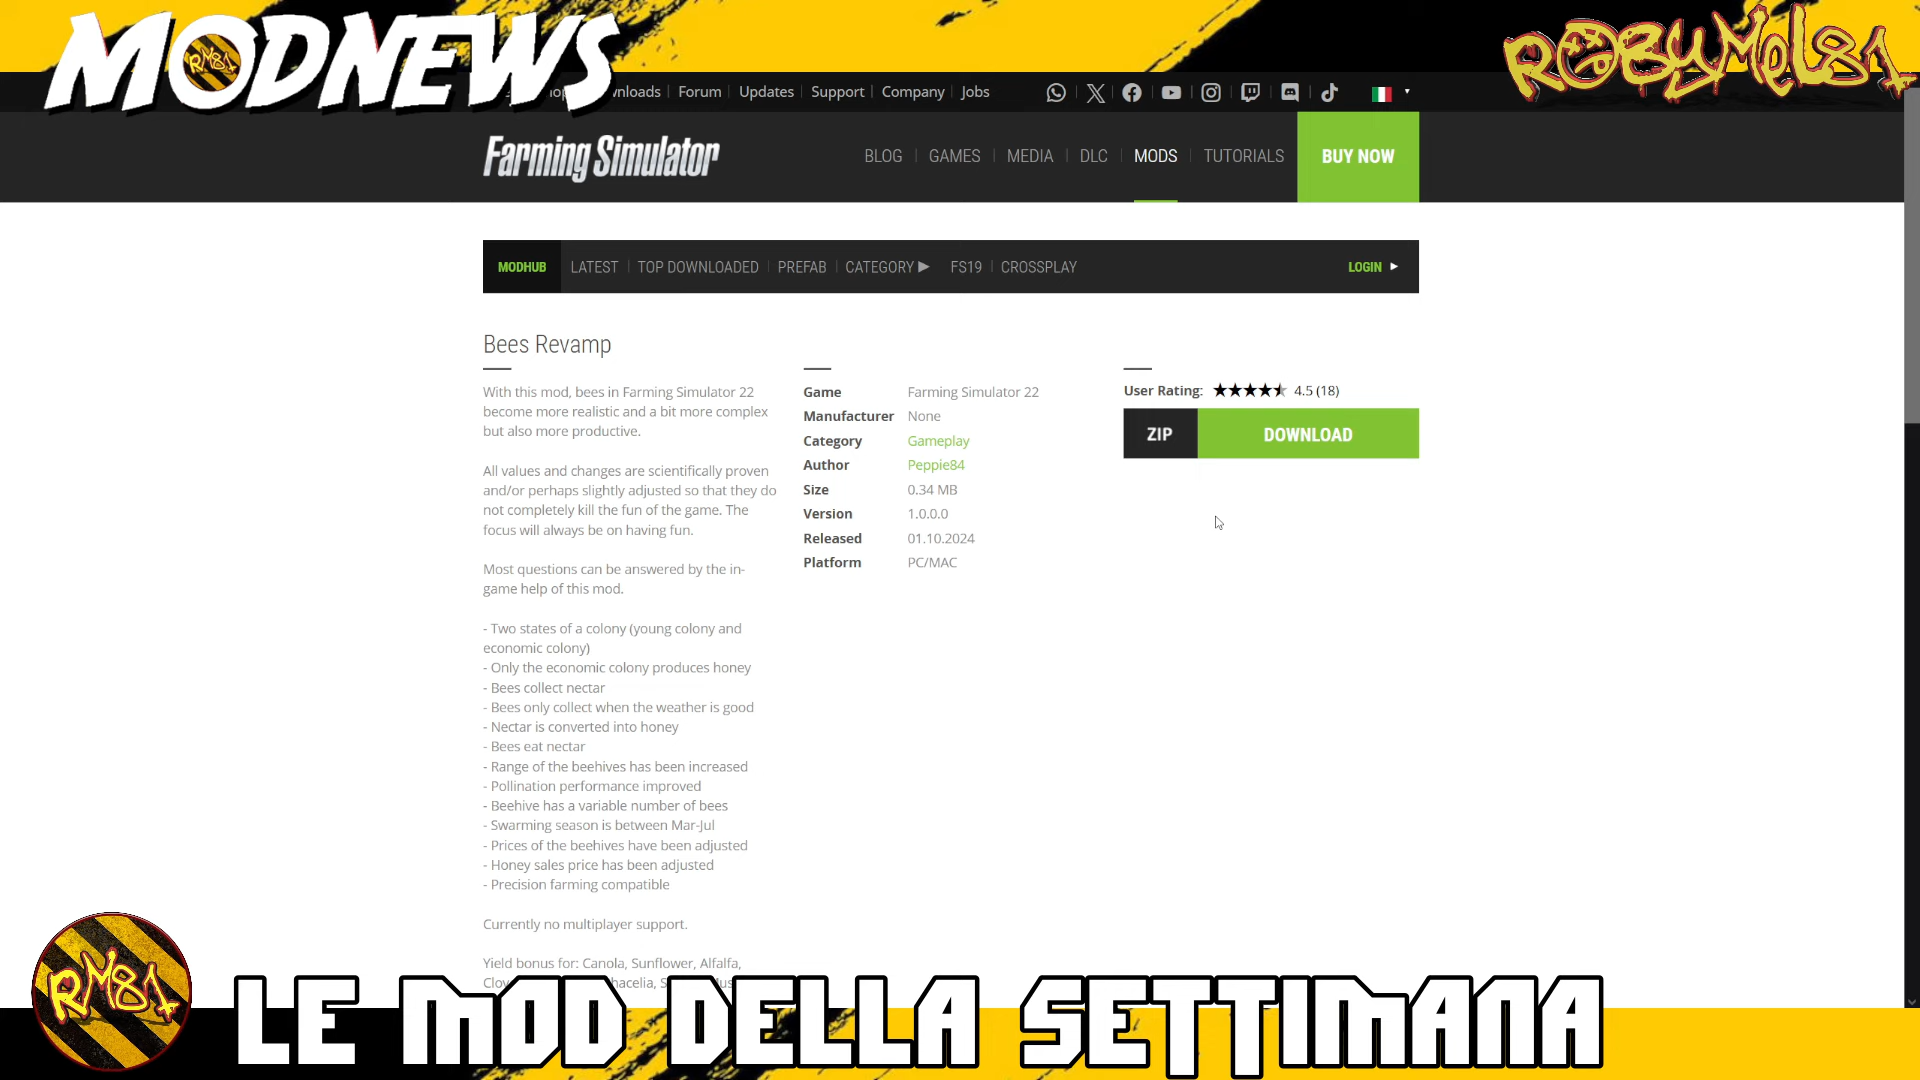 MODNEWS
RM81
ROBYMEL81
Forum
Updates
Support
Company
Jobs
Farming Simulator
BLOG
GAMES
MEDIA
DLC
MODS
TUTORIALS
BUY NOW
MODHUB
LATEST
TOP DOWNLOADED
PREFAB
CATEGORY
FS19
CROSSPLAY
LOGIN
Bees Revamp
With this mod, bees in Farming Simulator 22
become more realistic and a bit more complex
but also more productive.
All values and changes are scientifically proven
and/or perhaps slightly adjusted so that they do
not completely kill the fun of the game. The
focus will always be on having fun.
Most questions can be answered by the in-
game help of this mod.
- Two states of a colony (young colony and
economic colony)
- Only the economic colony produces honey
- Bees collect nectar
- Bees only collect when the weather is good
- Nectar is converted into honey
- Bees eat nectar
- Range of the beehives has been increased
- Pollination performance improved
- Beehive has a variable number of bees
- Swarming season is between Mar-Jul
- Prices of the beehives have been adjusted
- Honey sales price has been adjusted
- Precision farming compatible
Currently no multiplayer support.
Yield bonus for: Canola, Sunflower, Alfalfa,
Game Farming Simulator 22
Manufacturer None
Category Gameplay
Author Peppie84
Size 0.34 MB
Version 1.0.0.0
Released 01.10.2024
Platform PC/MAC
User Rating: 4.5 (18)
ZIP DOWNLOAD
RM81
LE MOD DELLA SETTIMANA